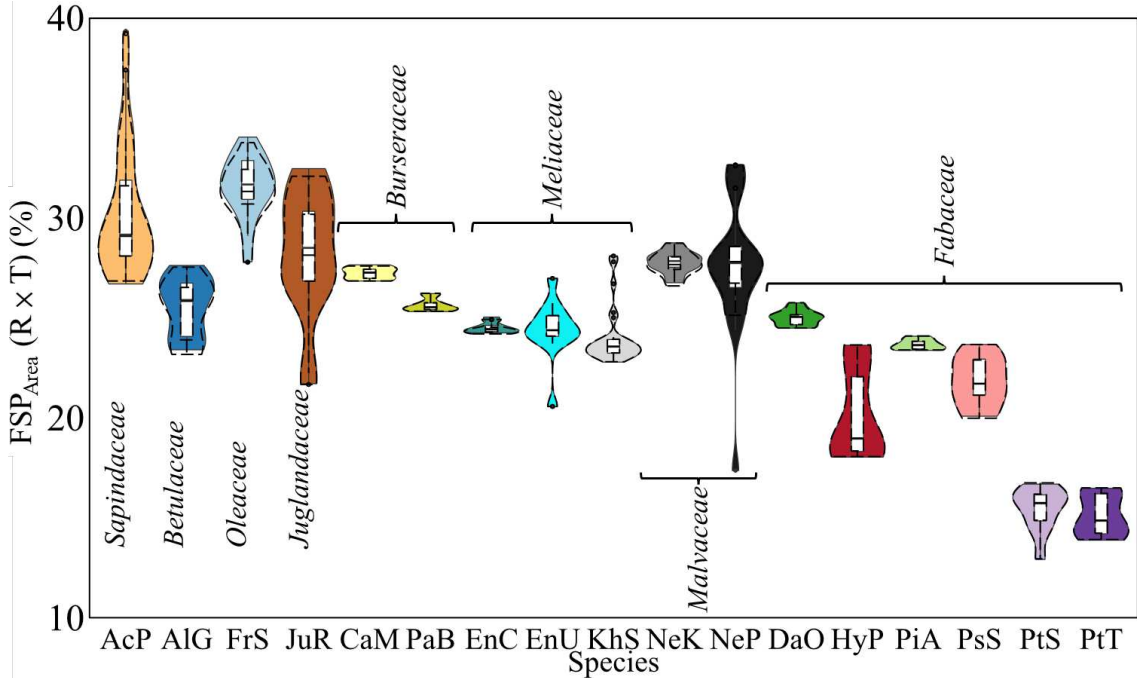 40
30
20
10
FSP_Area (R × T) (%)
Sapindaceae
Betulaceae
Oleaceae
Juglandaceae
Burseraceae
Meliaceae
Malvaceae
Fabaceae
AcP AlG FrS JuR CaM PaB EnC EnU KhS NeK NeP DaO HyP PiA PsS PtS PtT
Species